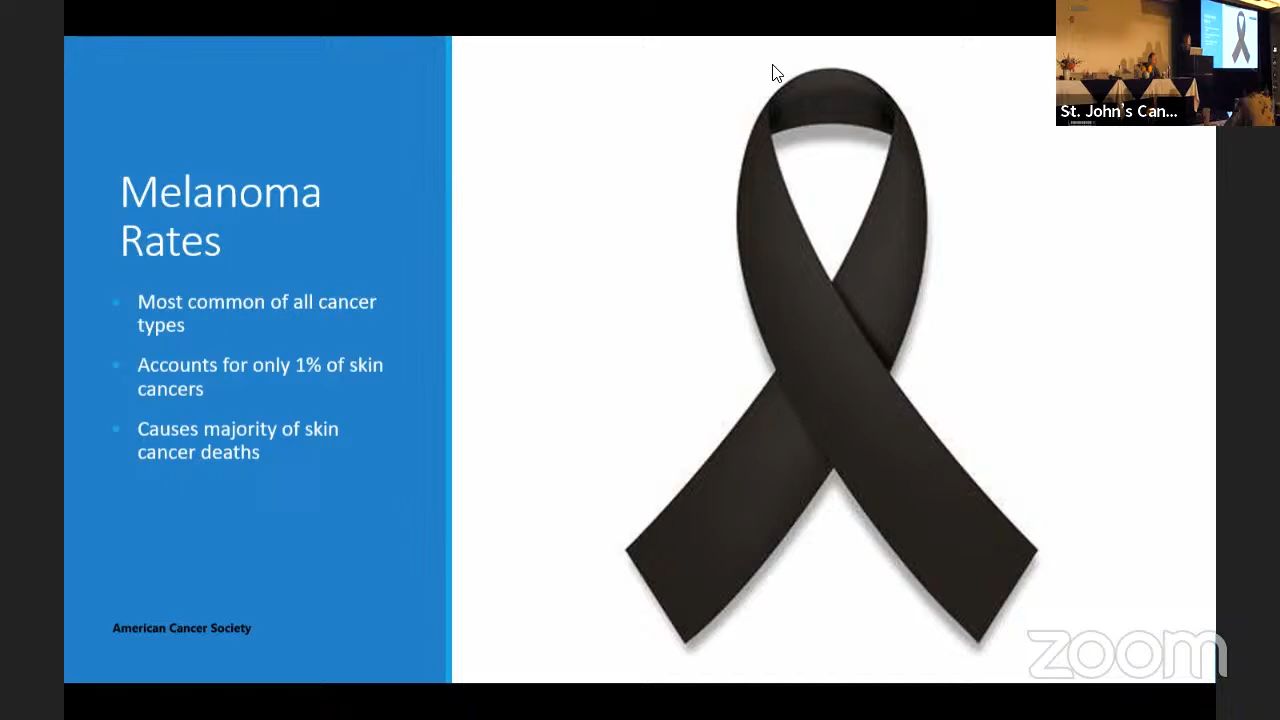 St. John's Can...
Melanoma
Rates
Most common of all cancer
types
Accounts for only 1% of skin
cancers
Causes majority of skin
cancer deaths
American Cancer Society
zoom